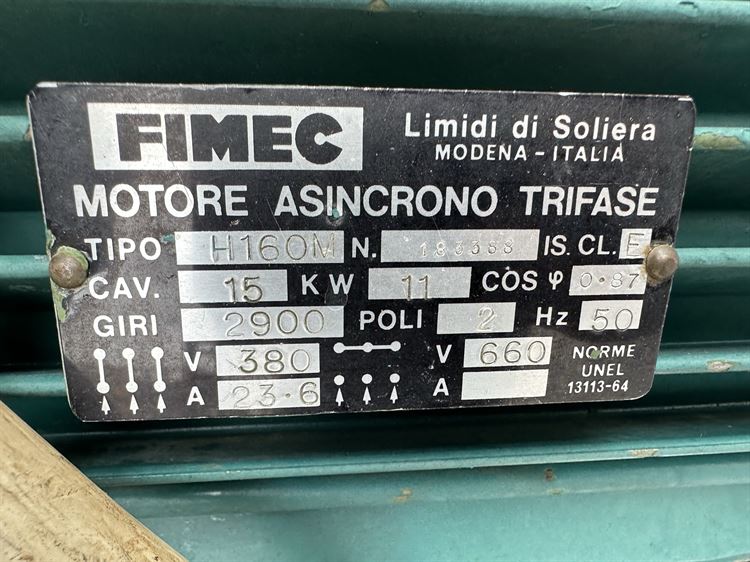 FIMEC
Limidi di Soliera
MODENA - ITALIA
MOTORE ASINCRONO TRIFASE
TIPO H160M N. 183388 IS. CL. E
CAV. 15 KW 11 COS φ 0.87
GIRI 2900 POLI 2 Hz 50
V 380 V 660
A 23.6 A
NORME
UNEL
13113-64